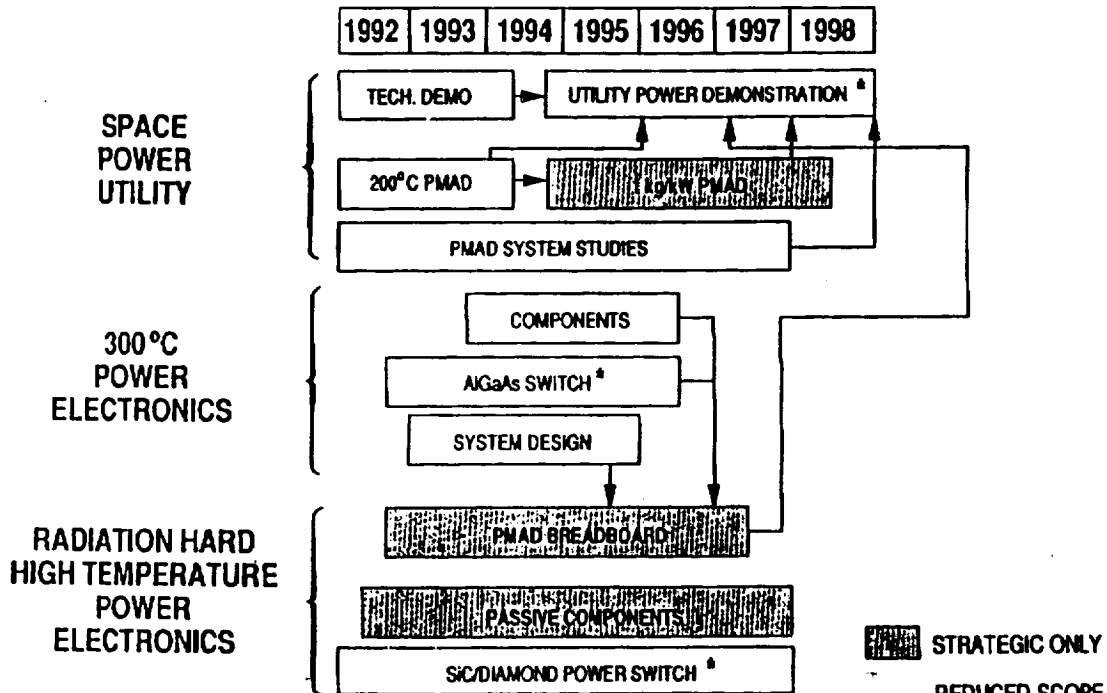 1992 1993 1994 1995 1996 1997 1998
SPACE
POWER
UTILITY
TECH. DEMO
UTILITY POWER DEMONSTRATION *
200°C PMAD
kg/kW PMAD
PMAD SYSTEM STUDIES
300°C
POWER
ELECTRONICS
COMPONENTS
AlGaAs SWITCH *
SYSTEM DESIGN
RADIATION HARD
HIGH TEMPERATURE
POWER
ELECTRONICS
PMAD BREADBOARD
PASSIVE COMPONENTS
SiC/DIAMOND POWER SWITCH *
STRATEGIC ONLY
REDUCED SCOPE